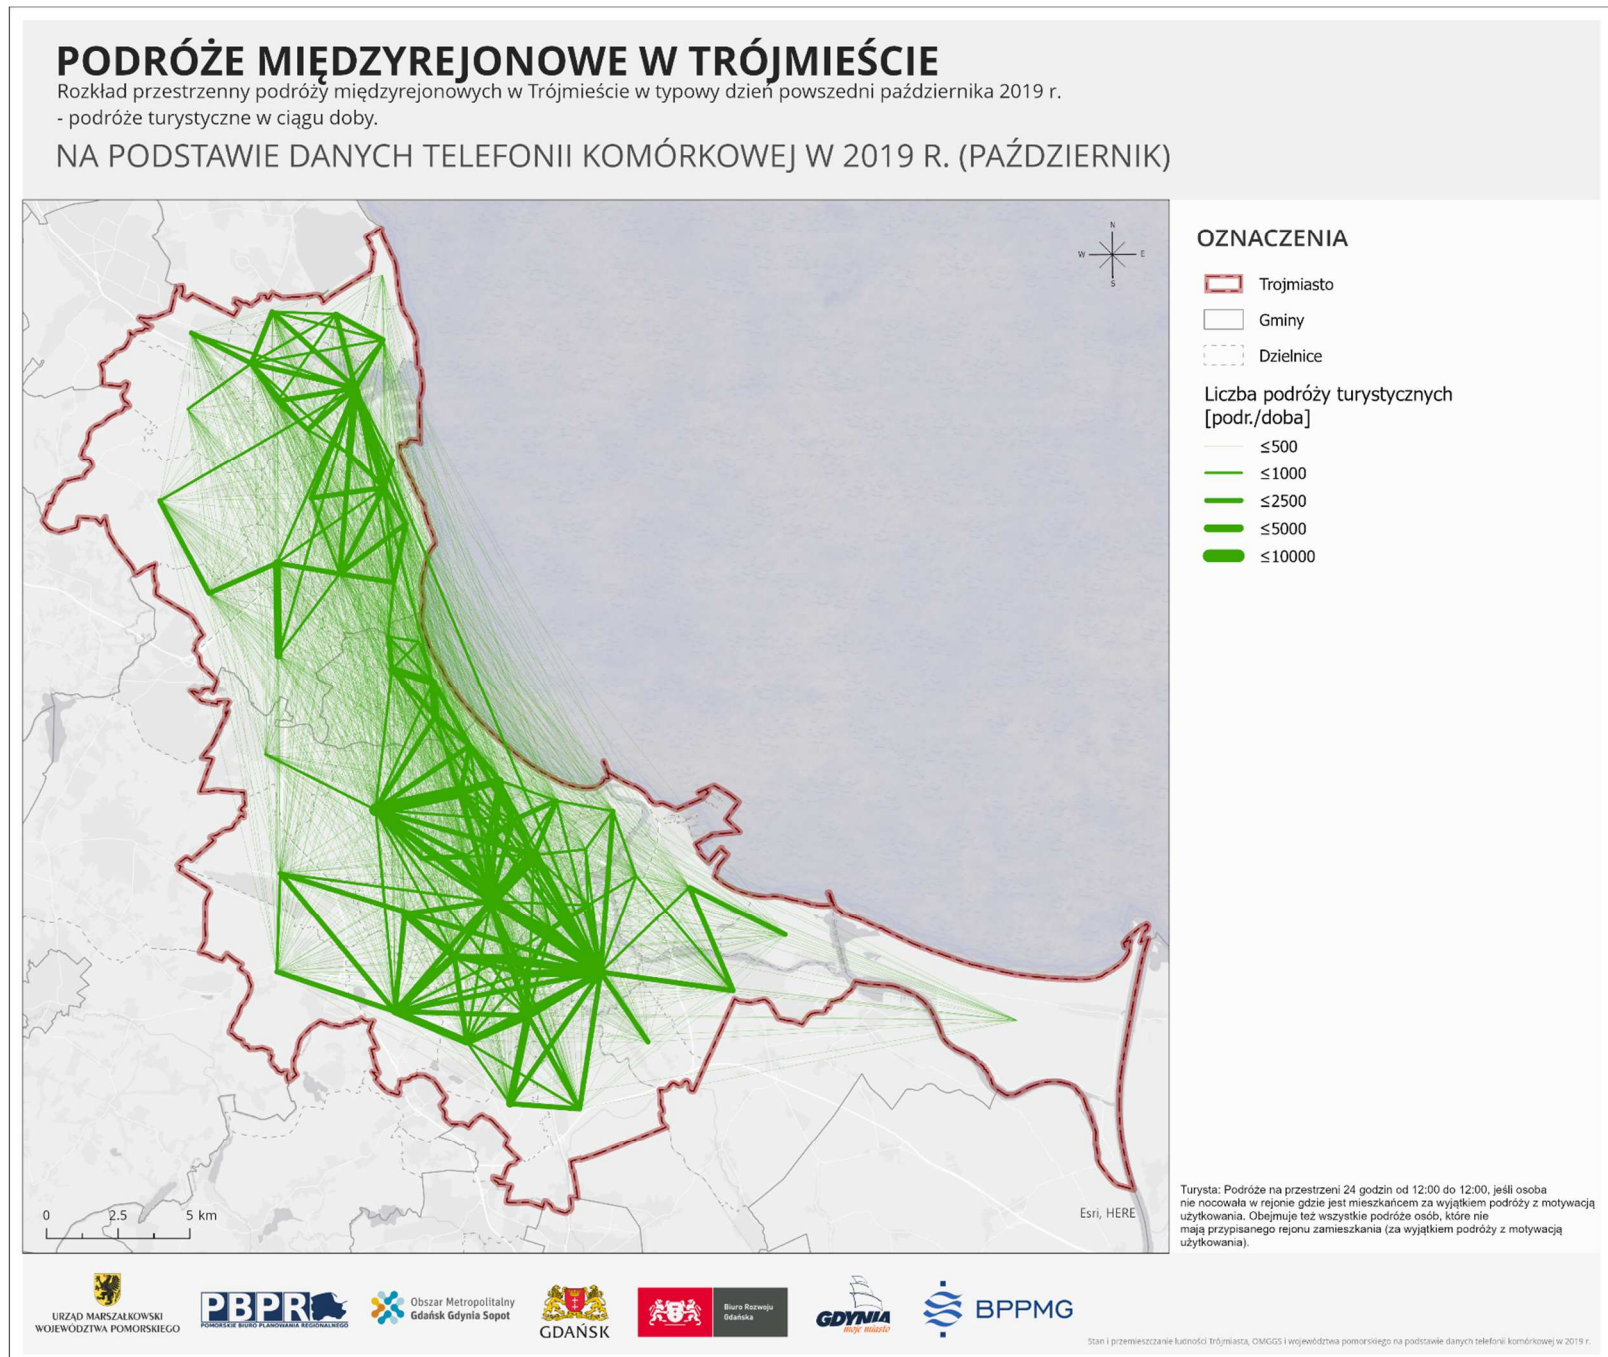 PODRÓŻE MIĘDZYREJONOWE W TRÓJMIEŚCIE
Rozkład przestrzenny podróży międzyrejonowych w Trójmieście w typowy dzień powszedni października 2019 r.
- podróże turystyczne w ciągu doby.
NA PODSTAWIE DANYCH TELEFONII KOMÓRKOWEJ W 2019 R. (PAŹDZIERNIK)
N
W E
S
OZNACZENIA
Trojmiasto
Gminy
Dzielnice
Liczba podróży turystycznych
[podr./doba]
≤500
≤1000
≤2500
≤5000
≤10000
0 2.5 5 km
Esri, HERE
Turysta: Podróże na przestrzeni 24 godzin od 12:00 do 12:00, jeśli osoba
nie nocowała w rejonie gdzie jest mieszkańcem za wyjątkiem podróży z motywacją
użytkowania. Obejmuje też wszystkie podróże osób, które nie
mają przypisanego rejonu zamieszkania (za wyjątkiem podróży z motywacją
użytkowania).
URZĄD MARSZAŁKOWSKI
WOJEWÓDZTWA POMORSKIEGO
PBPR
POMORSKIE BIURO PLANOWANIA REGIONALNEGO
Obszar Metropolitalny
Gdańsk Gdynia Sopot
GDAŃSK
Biuro Rozwoju
Gdańska
GDYNIA
moje miasto
BPPMG
Stan i przemieszczanie ludności Trójmiasta, OMGGS i województwa pomorskiego na podstawie danych telefonii komórkowej w 2019 r.